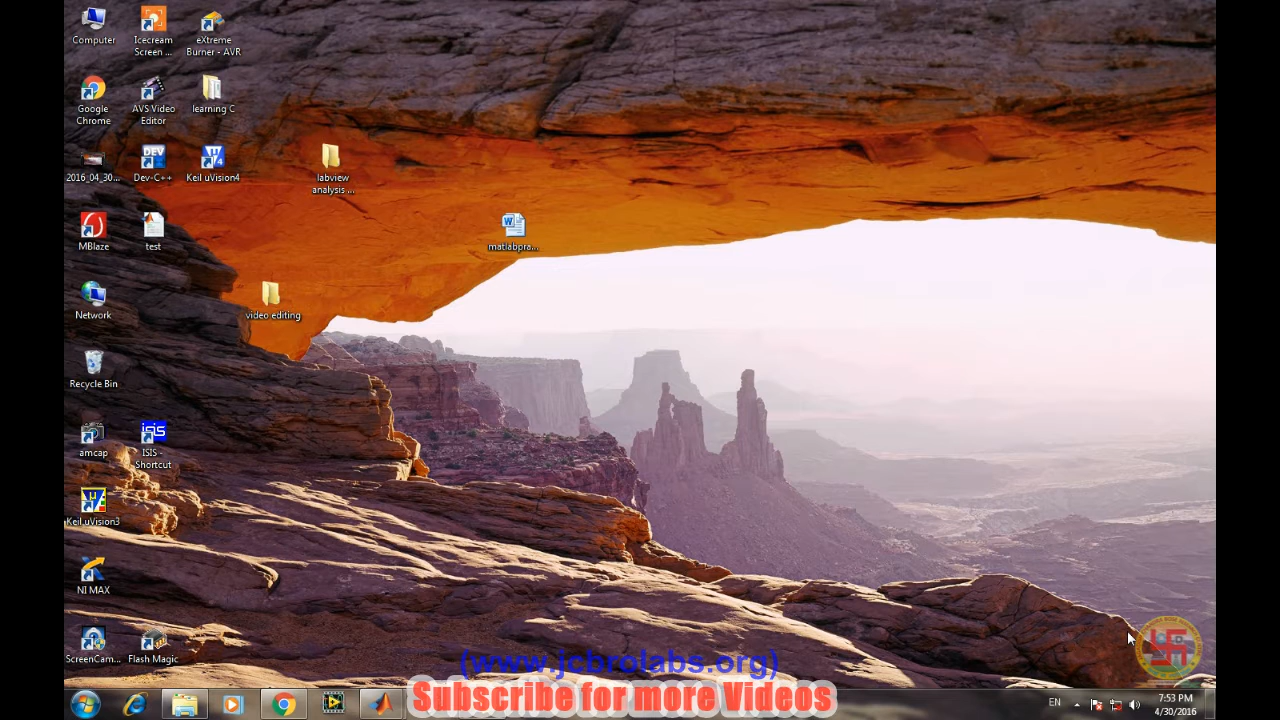 Computer
Icecream
Screen ...
eXtreme
Burner - AVR
Google
Chrome
AVS Video
Editor
learning C
2016_04_30...
DEV
Dev-C++
Keil uVision4
labview
analysis ...
MBlaze
test
matlabpra...
Network
video editing
Recycle Bin
amcap
isis
ISIS -
Shortcut
Keil uVision3
NI MAX
ScreenCam...
Flash Magic
(www.jcbrolabs.org)
Subscribe for more Videos
EN
7:53 PM
4/30/2016